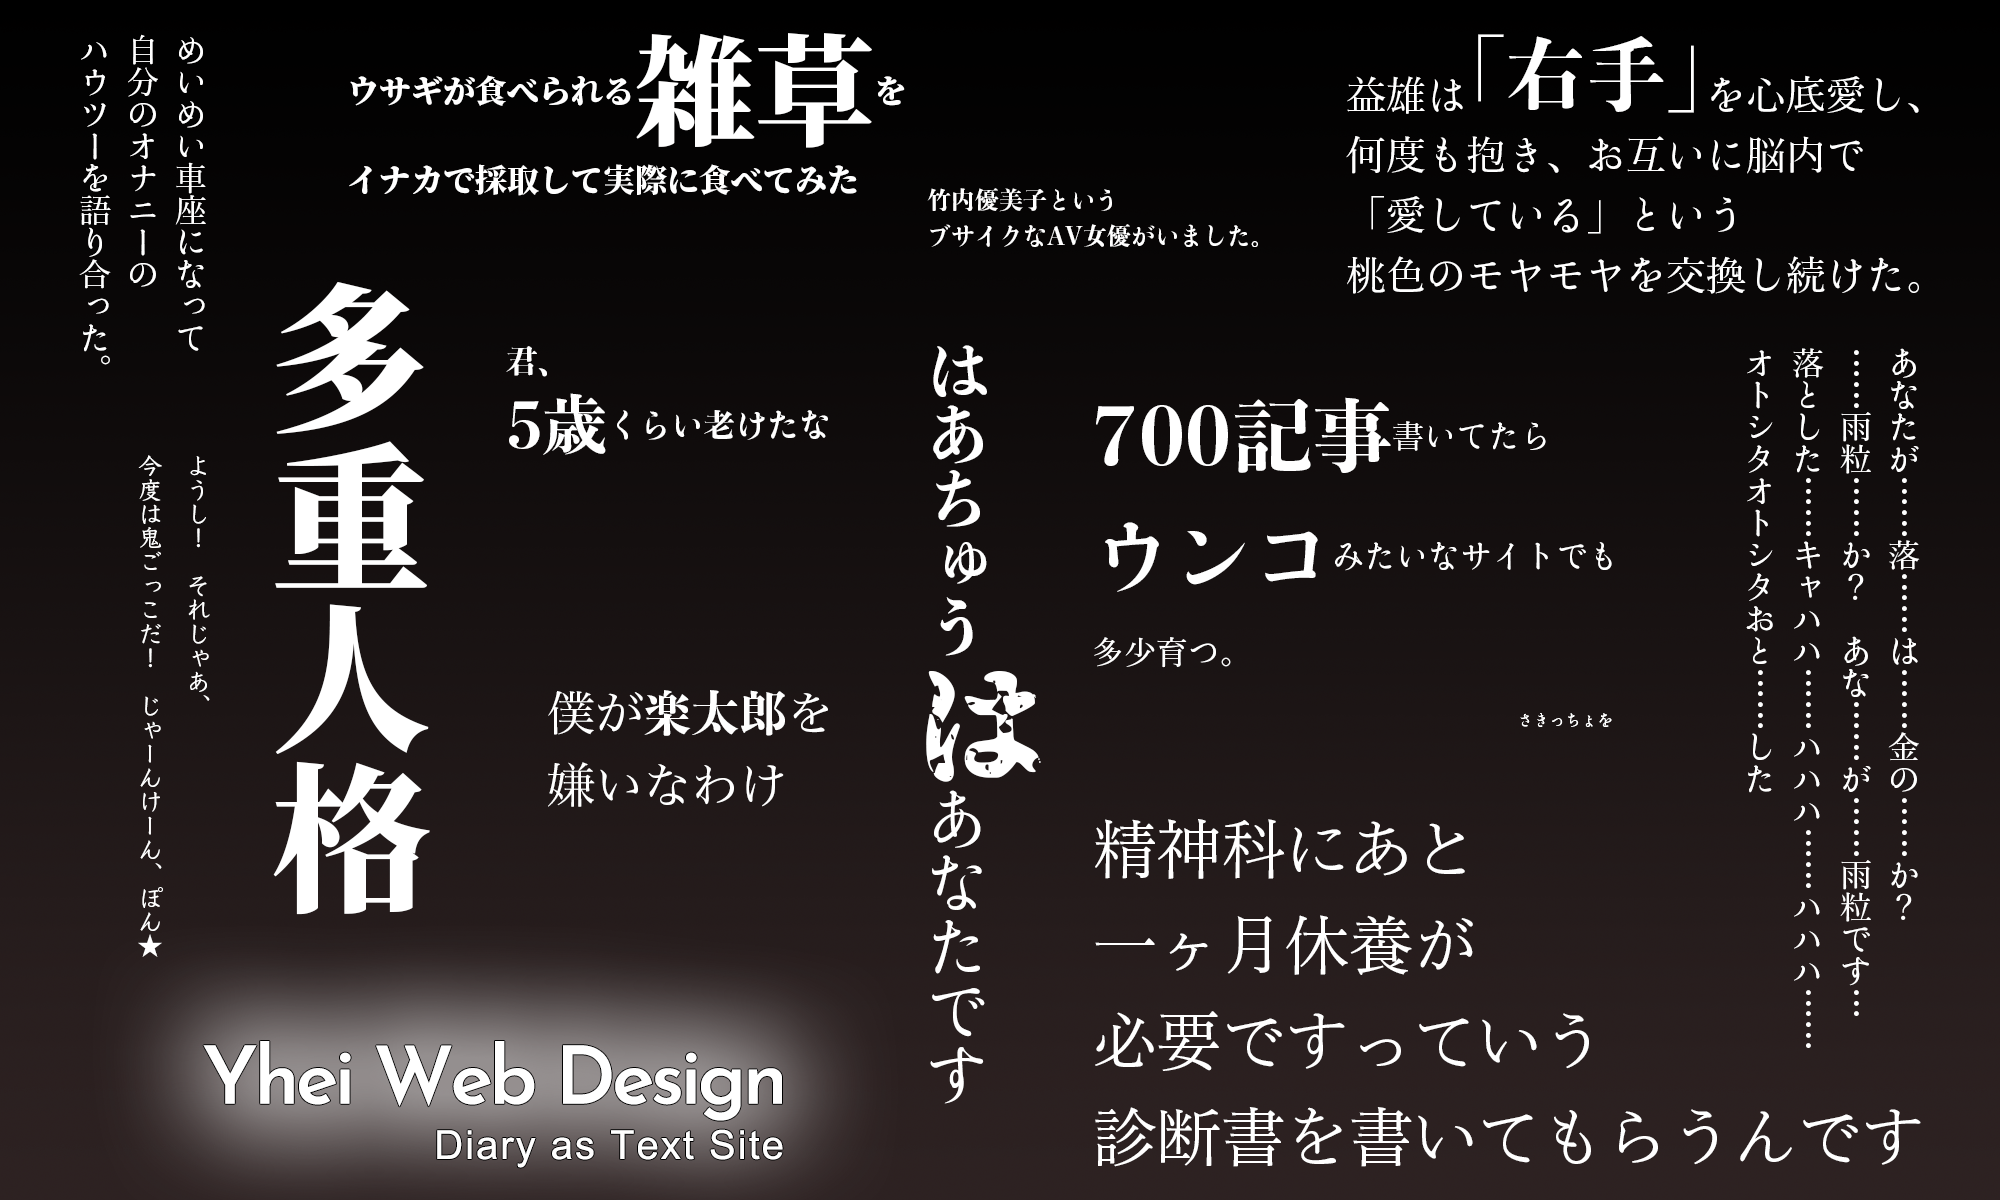 めいめい車座になって
自分のオナニーの
ハウツーを語り合った。
ウサギが食べられる雑草を
イナカで採取して実際に食べてみた
竹内優美子という
ブサイクなAV女優がいました。
益雄は「右手」を心底愛し、
何度も抱き、お互いに脳内で
「愛している」という
桃色のモヤモヤを交換し続けた。
多重人格
君、
5歳くらい老けたな
はあちゅうはあなたです
700記事書いてたら
ウンコみたいなサイトでも
多少育つ。
さきっちょを
あなたが……落……は……金の……か？
……雨粒……か？　あな……が……雨粒です…
落とした……キャハハ……ハハハ……ハハハ……
オトシタオトシタおと……した
ようし！　それじゃあ、
今度は鬼ごっこだ！　じゃーんけーん、ぽん★
僕が楽太郎を
嫌いなわけ
精神科にあと
一ヶ月休養が
必要ですっていう
診断書を書いてもらうんです
Yhei Web Design
Diary as Text Site